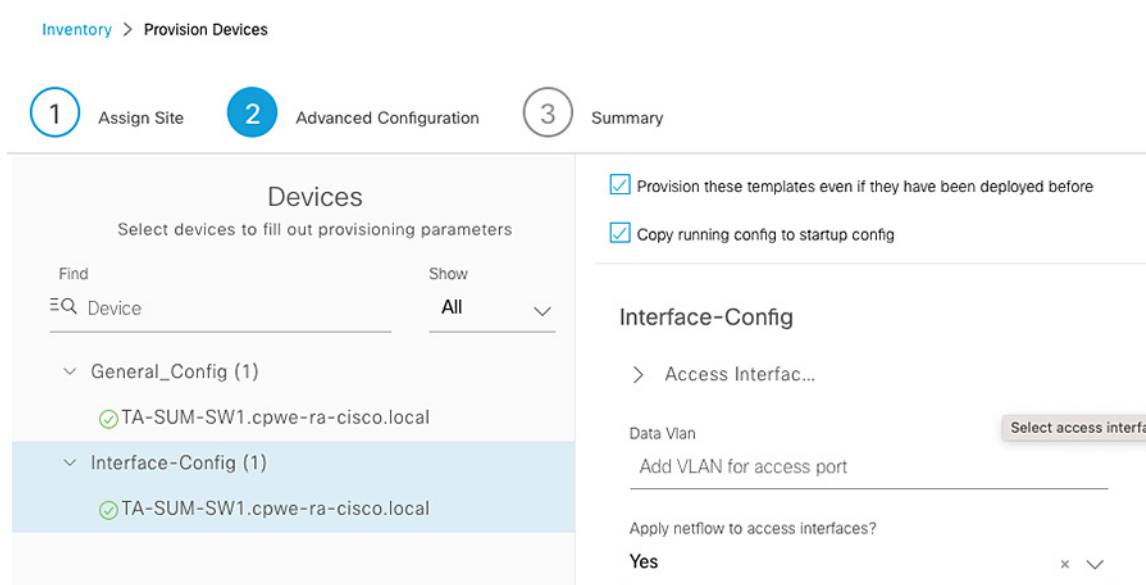 Inventory > Provision Devices
1 Assign Site 2 Advanced Configuration 3 Summary
Devices
Select devices to fill out provisioning parameters
Find
Show
Device
All
General_Config (1)
TA-SUM-SW1.cpwe-ra-cisco.local
Interface-Config (1)
TA-SUM-SW1.cpwe-ra-cisco.local
Provision these templates even if they have been deployed before
Copy running config to startup config
Interface-Config
> Access Interfac...
Select access interfa
Data Vlan
Add VLAN for access port
Apply netflow to access interfaces?
Yes ×